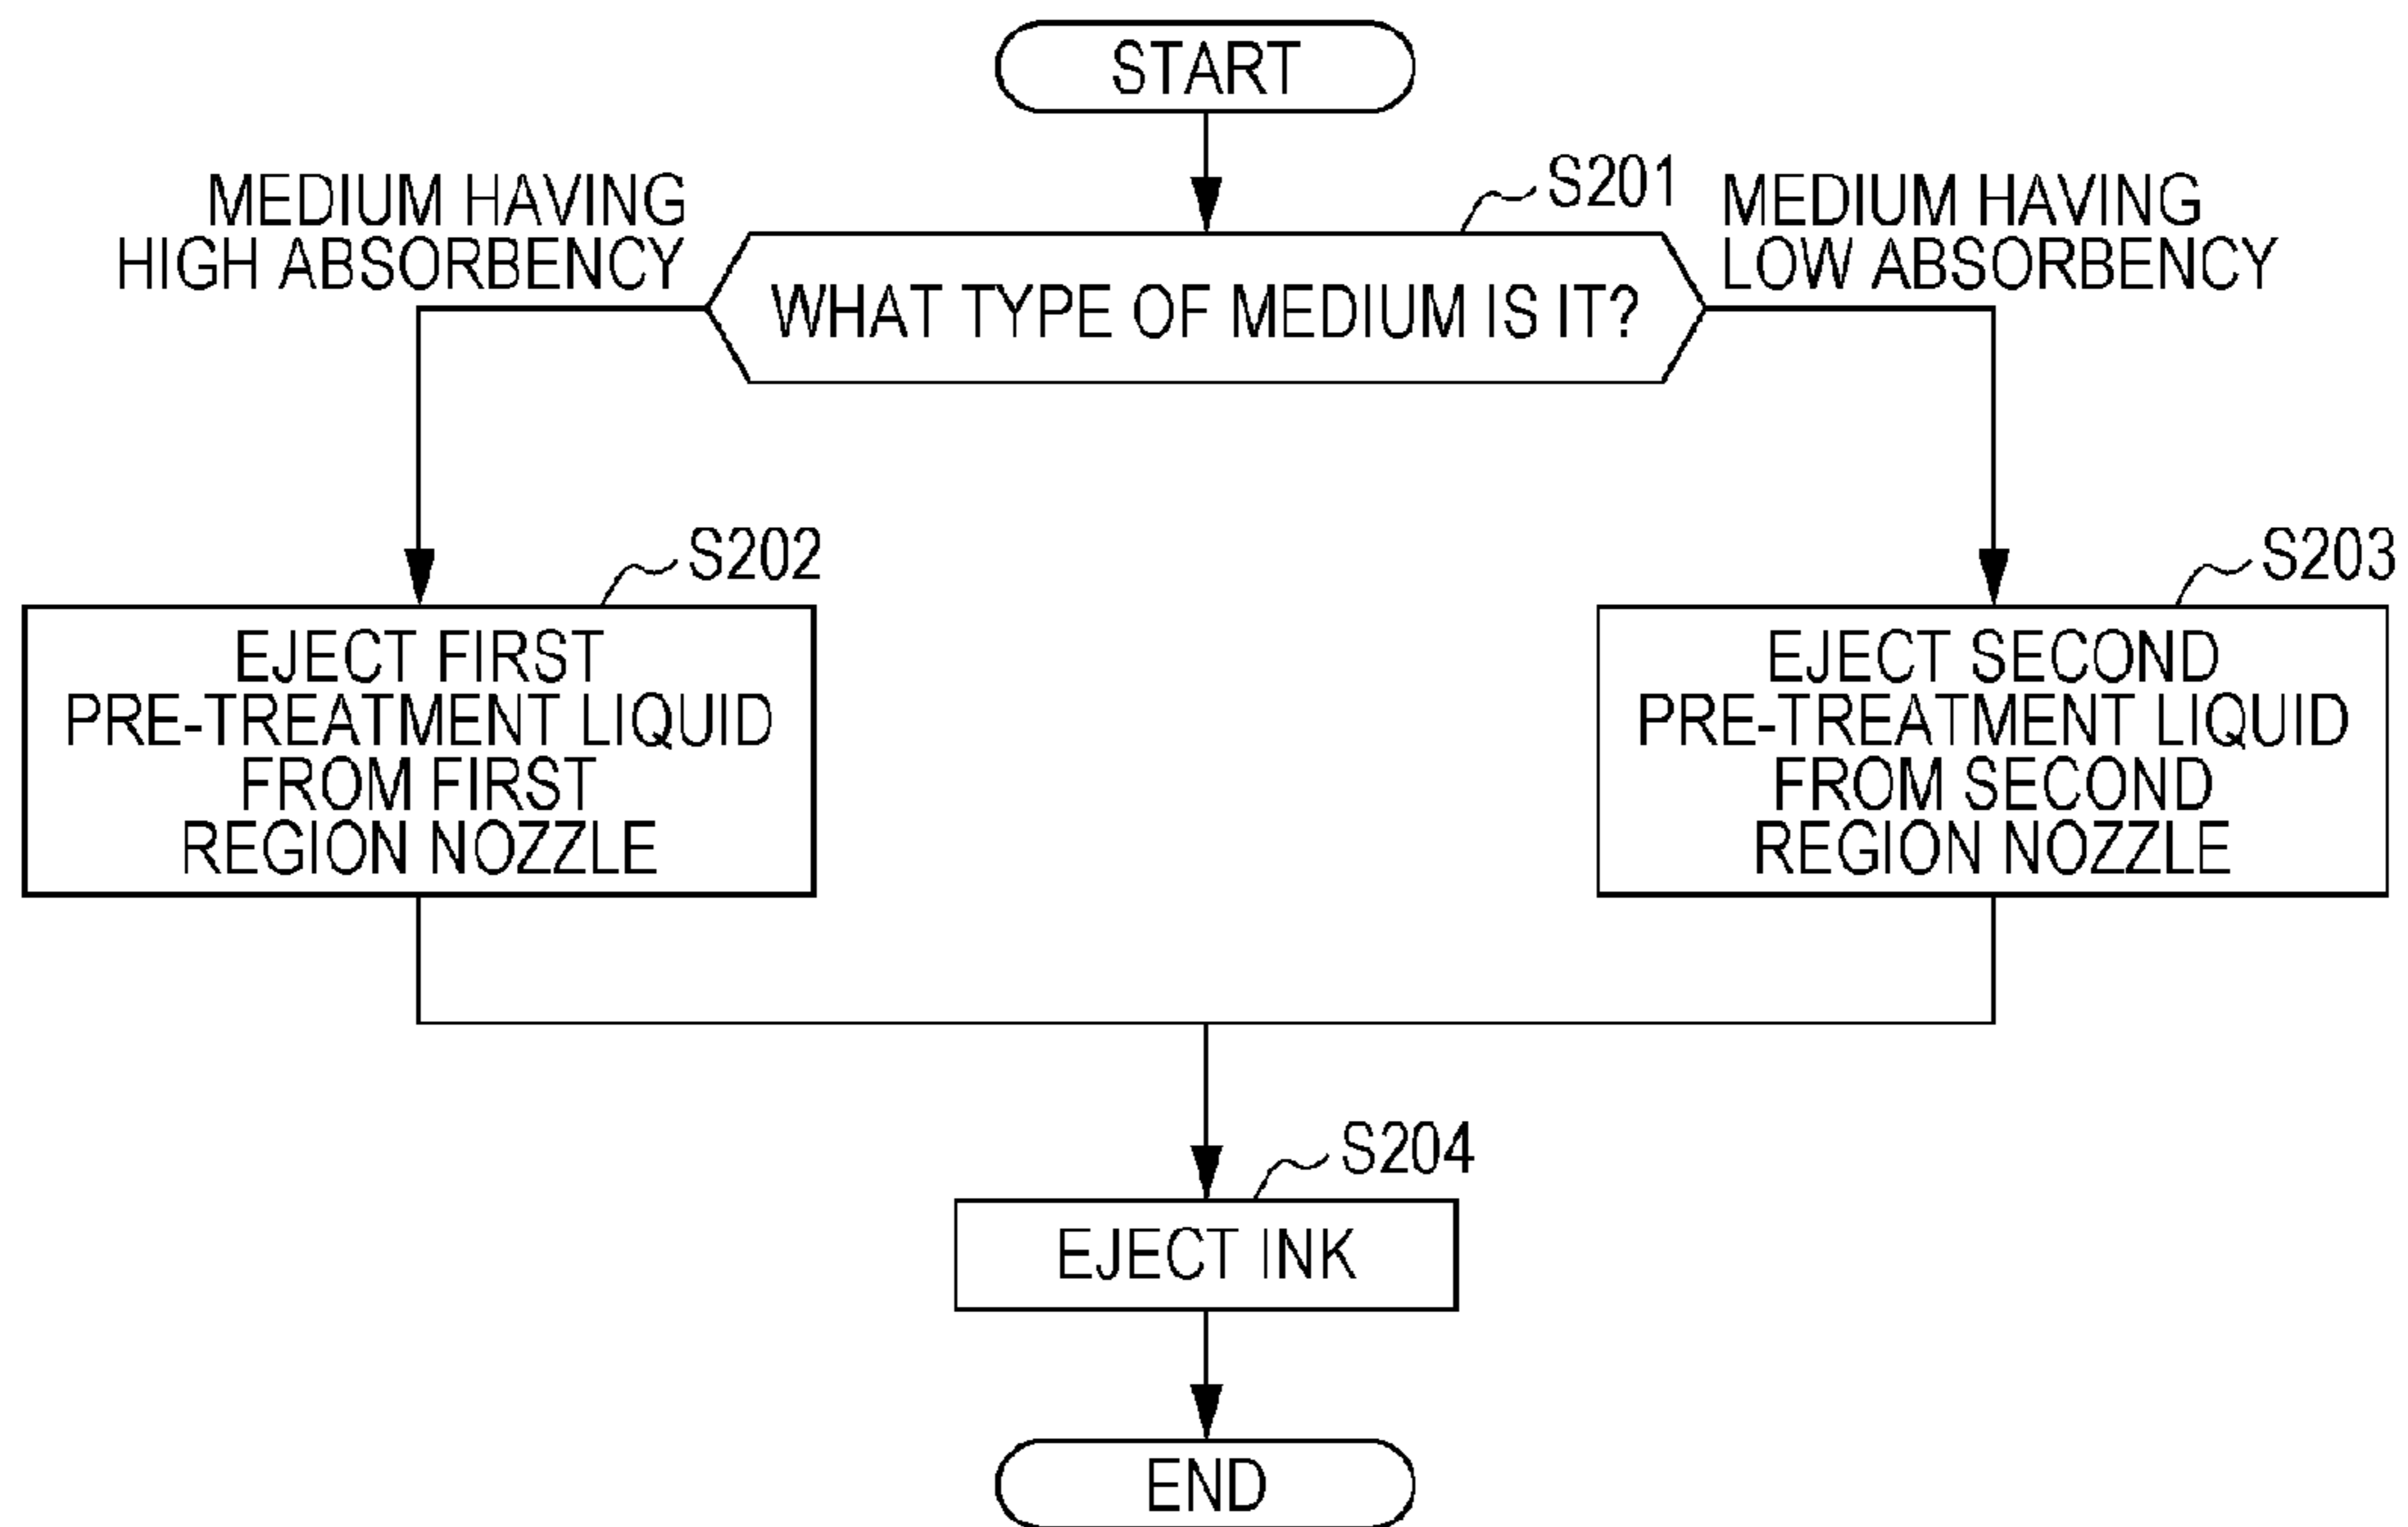 START
S201
MEDIUM HAVING
HIGH ABSORBENCY
MEDIUM HAVING
LOW ABSORBENCY
WHAT TYPE OF MEDIUM IS IT?
S202
EJECT FIRST
PRE-TREATMENT LIQUID
FROM FIRST
REGION NOZZLE
S203
EJECT SECOND
PRE-TREATMENT LIQUID
FROM SECOND
REGION NOZZLE
S204
EJECT INK
END